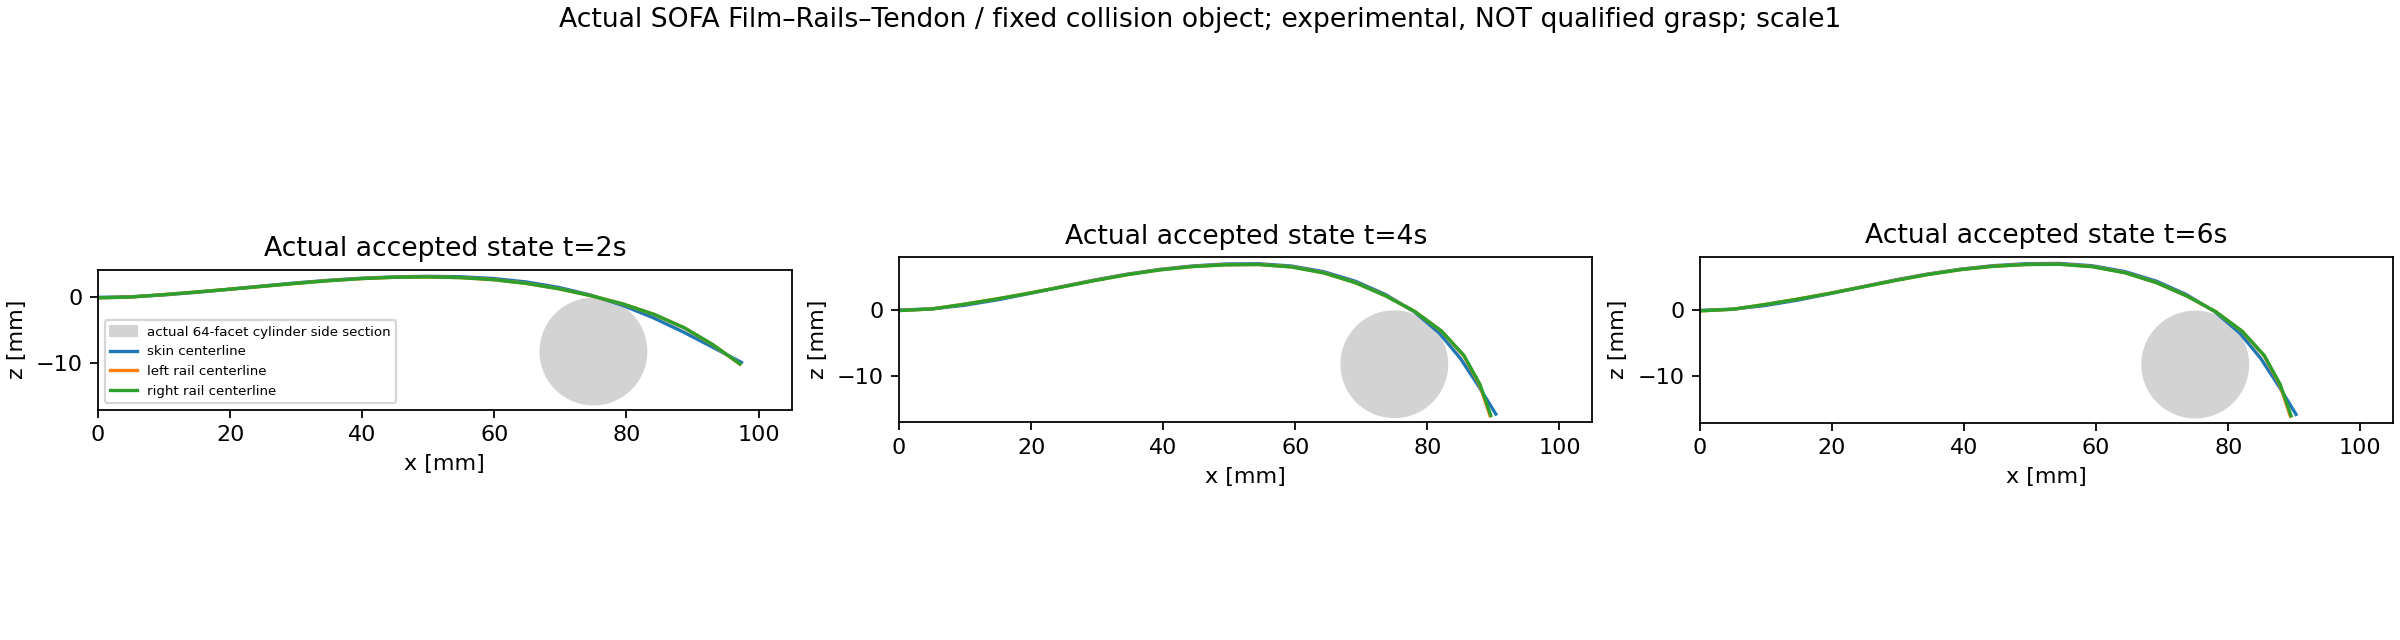 Actual SOFA Film–Rails–Tendon / fixed collision object; experimental, NOT qualified grasp; scale1
Actual accepted state t=2s
0
−10
z [mm]
actual 64-facet cylinder side section
skin centerline
left rail centerline
right rail centerline
0 20 40 60 80 100
x [mm]
Actual accepted state t=4s
0
−10
z [mm]
0 20 40 60 80 100
x [mm]
Actual accepted state t=6s
0
−10
z [mm]
0 20 40 60 80 100
x [mm]